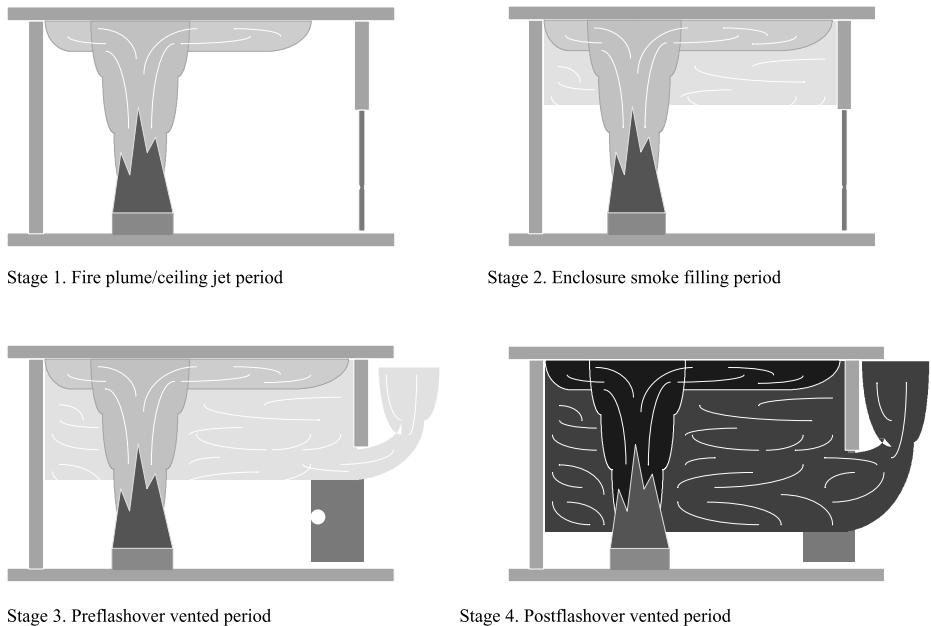 Stage 1. Fire plume/ceiling jet period
Stage 2. Enclosure smoke filling period
Stage 3. Preflashover vented period
Stage 4. Postflashover vented period